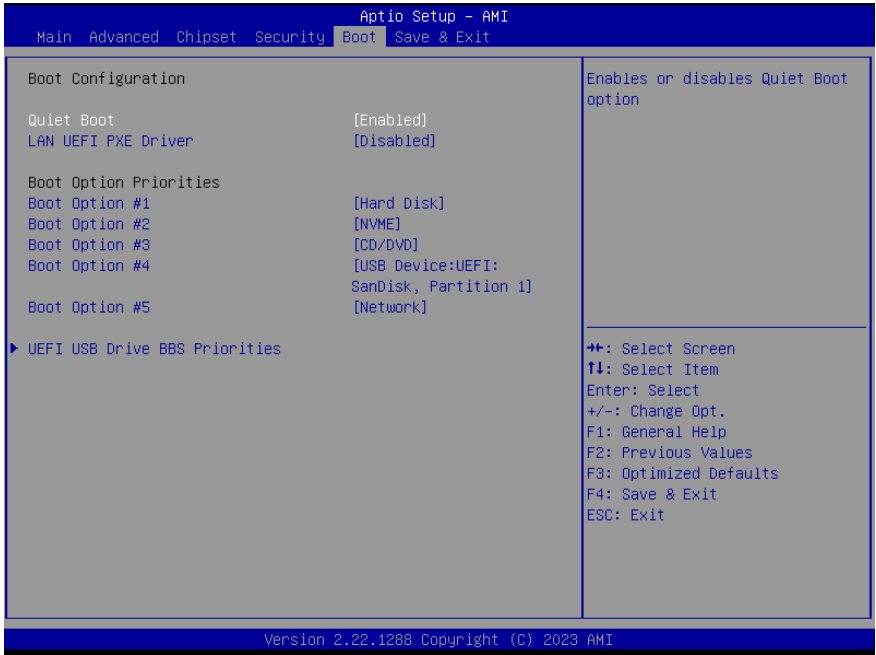 Aptio Setup – AMI
Main Advanced Chipset Security Boot Save & Exit
Boot Configuration
Quiet Boot [Enabled]
LAN UEFI PXE Driver [Disabled]
Boot Option Priorities
Boot Option #1 [Hard Disk]
Boot Option #2 [NVME]
Boot Option #3 [CD/DVD]
Boot Option #4 [USB Device:UEFI:
SanDisk, Partition 1]
Boot Option #5 [Network]
UEFI USB Drive BBS Priorities
Enables or disables Quiet Boot
option
→←: Select Screen
↑↓: Select Item
Enter: Select
+/-: Change Opt.
F1: General Help
F2: Previous Values
F3: Optimized Defaults
F4: Save & Exit
ESC: Exit
Version 2.22.1288 Copyright (C) 2023 AMI